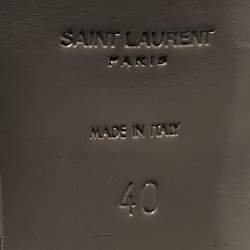 SAINT LAURENT
PARIS
MADE IN ITALY
40